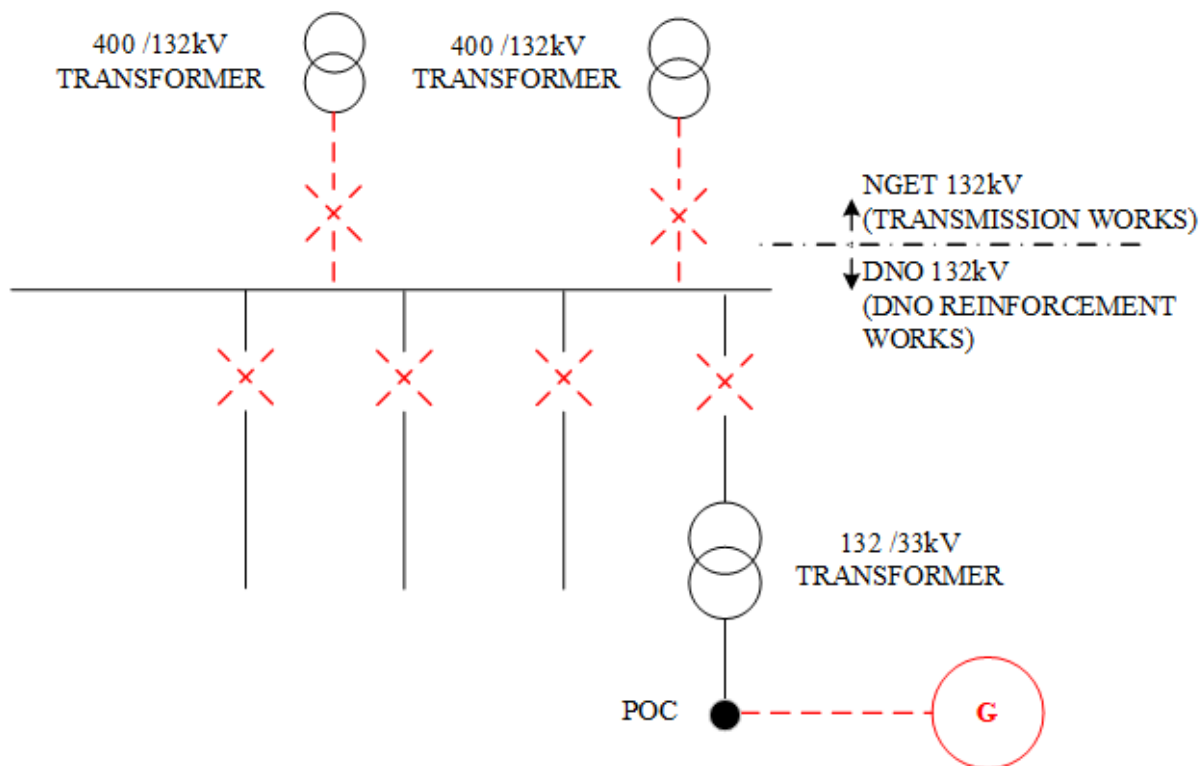 400 /132kV
TRANSFORMER
400 /132kV
TRANSFORMER
NGET 132kV
(TRANSMISSION WORKS)
DNO 132kV
(DNO REINFORCEMENT
WORKS)
132 /33kV
TRANSFORMER
POC
G